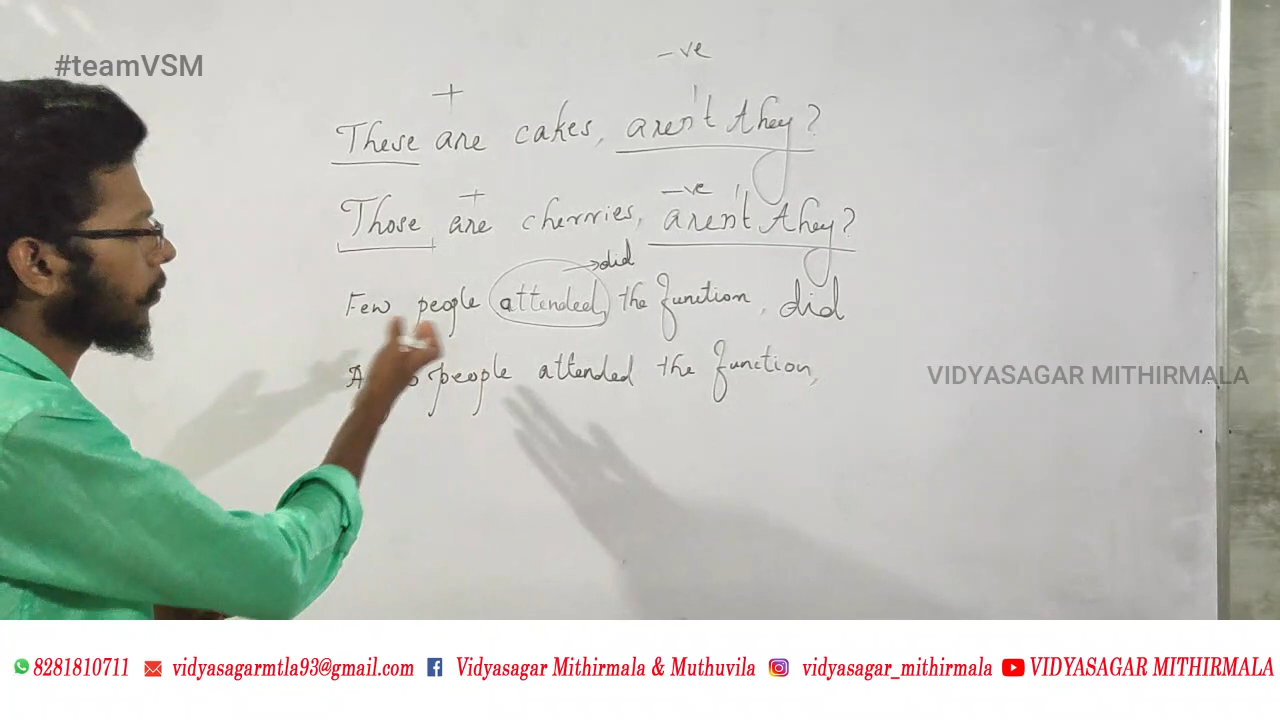 #teamVSM
-ve
+
These are cakes, aren't they?
+ -ve
Those are cherries, aren't they?
→did
Few people attended the function, did
A people attended the function,
VIDYASAGAR MITHIRMALA
8281810711 vidyasagarmtla93@gmail.com Vidyasagar Mithirmala & Muthuvila vidyasagar_mithirmala VIDYASAGAR MITHIRMALA